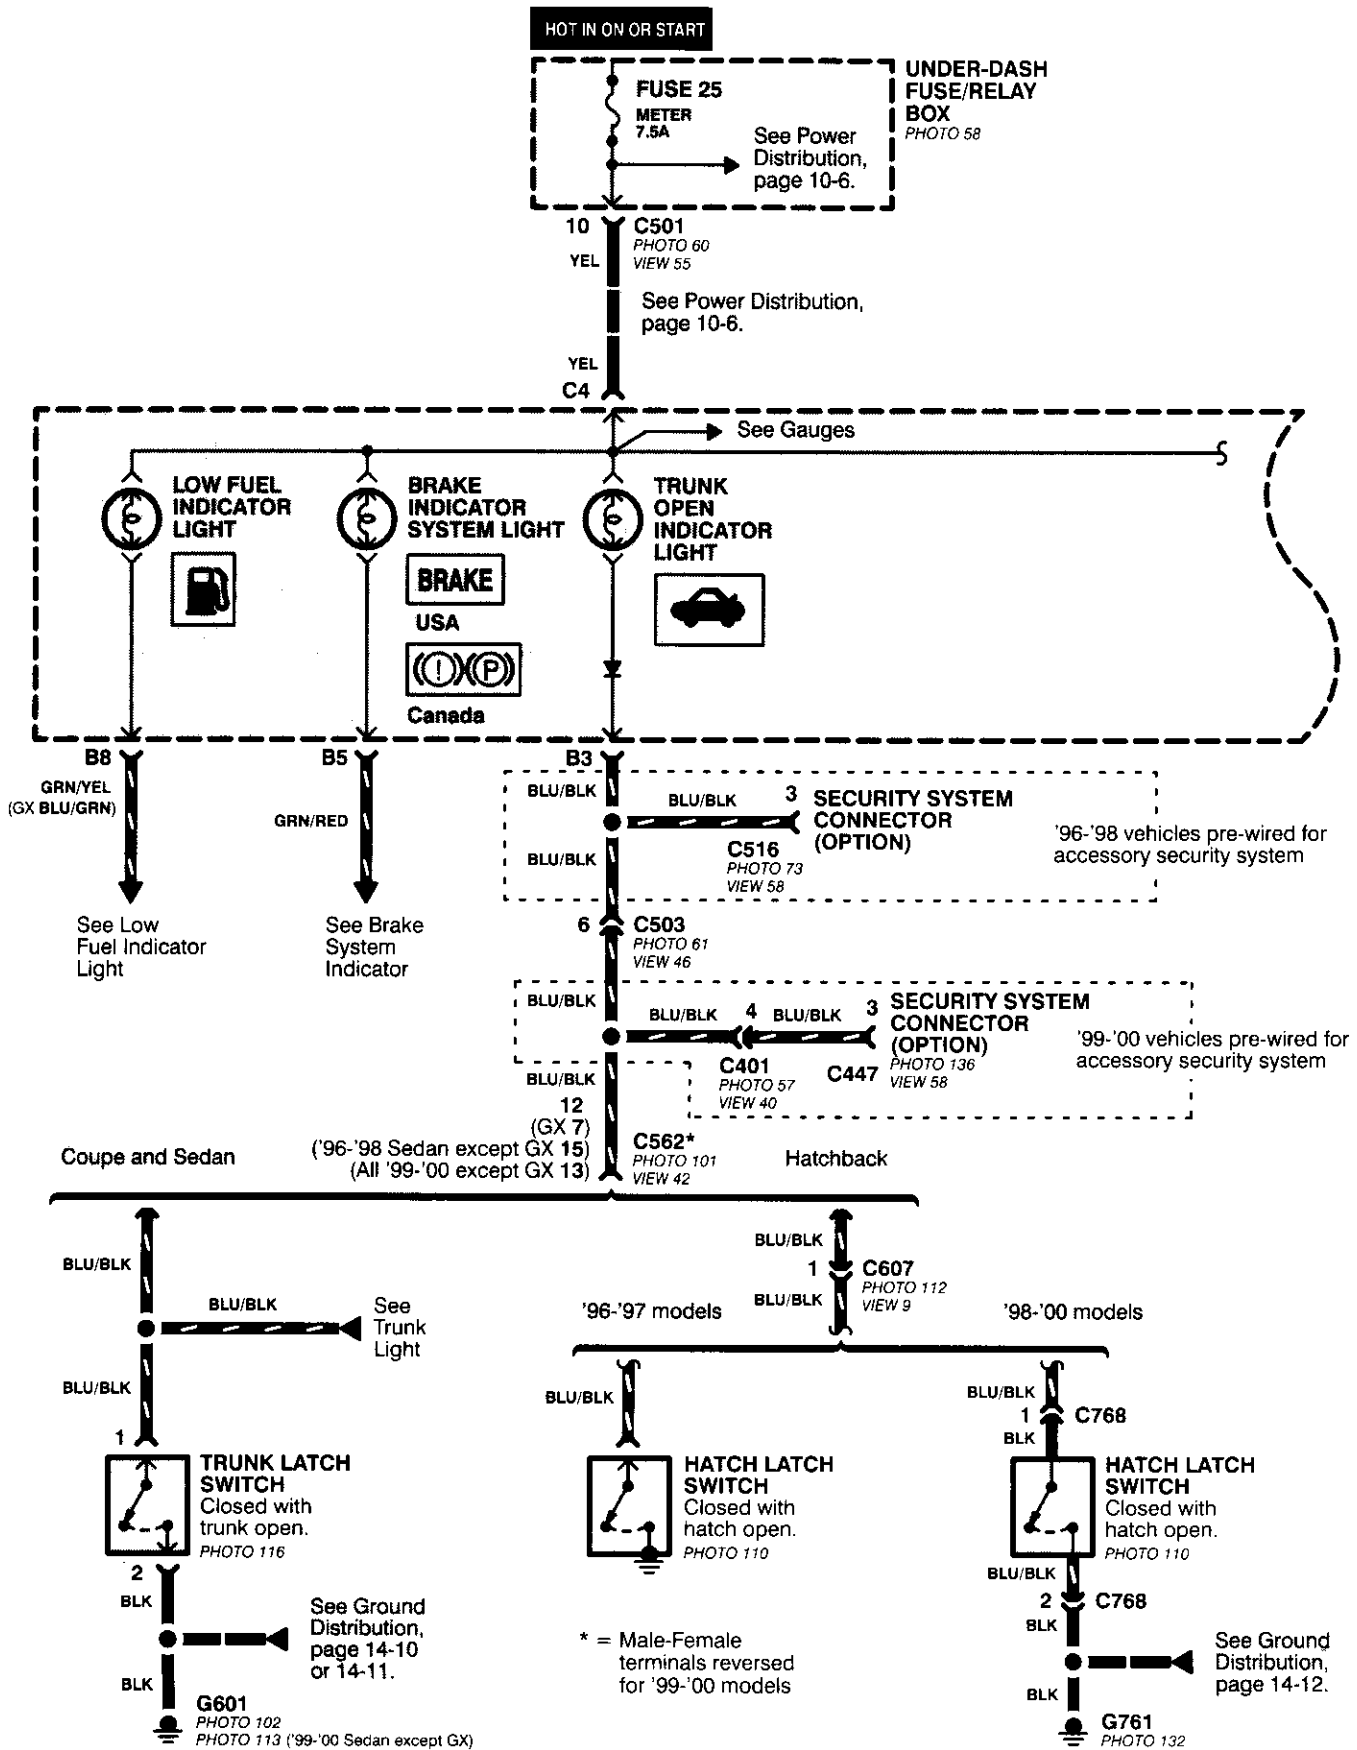 HOT IN ON OR START
FUSE 25
METER
7.5A
See Power
Distribution,
page 10-6.
UNDER-DASH
FUSE/RELAY
BOX
PHOTO 58
10
C501
PHOTO 60
VIEW 55
YEL
See Power Distribution,
page 10-6.
YEL
C4
See Gauges
LOW FUEL
INDICATOR
LIGHT
BRAKE
INDICATOR
SYSTEM LIGHT
BRAKE
USA
(!)(P)
Canada
TRUNK
OPEN
INDICATOR
LIGHT
B8
GRN/YEL
(GX BLU/GRN)
See Low
Fuel Indicator
Light
B5
GRN/RED
See Brake
System
Indicator
B3
BLU/BLK
BLU/BLK
3
SECURITY SYSTEM
CONNECTOR
(OPTION)
'96-'98 vehicles pre-wired for
accessory security system
BLU/BLK
C516
PHOTO 73
VIEW 58
6
C503
PHOTO 61
VIEW 46
BLU/BLK
BLU/BLK
4
BLU/BLK
3
SECURITY SYSTEM
CONNECTOR
(OPTION)
PHOTO 136
VIEW 58
'99-'00 vehicles pre-wired for
accessory security system
BLU/BLK
C401
PHOTO 57
VIEW 40
C447
12
(GX 7)
('96-'98 Sedan except GX 15)
(All '99-'00 except GX 13)
C562*
PHOTO 101
VIEW 42
Coupe and Sedan
Hatchback
BLU/BLK
BLU/BLK
See
Trunk
Light
BLU/BLK
1
TRUNK LATCH
SWITCH
Closed with
trunk open.
PHOTO 116
2
BLK
See Ground
Distribution,
page 14-10
or 14-11.
BLK
G601
PHOTO 102
PHOTO 113 ('99-'00 Sedan except GX)
BLU/BLK
1
C607
PHOTO 112
VIEW 9
BLU/BLK
'96-'97 models
'98-'00 models
BLU/BLK
HATCH LATCH
SWITCH
Closed with
hatch open.
PHOTO 110
* = Male-Female
terminals reversed
for '99-'00 models
BLU/BLK
1
C768
BLK
HATCH LATCH
SWITCH
Closed with
hatch open.
PHOTO 110
BLU/BLK
2
C768
BLK
See Ground
Distribution,
page 14-12.
BLK
G761
PHOTO 132